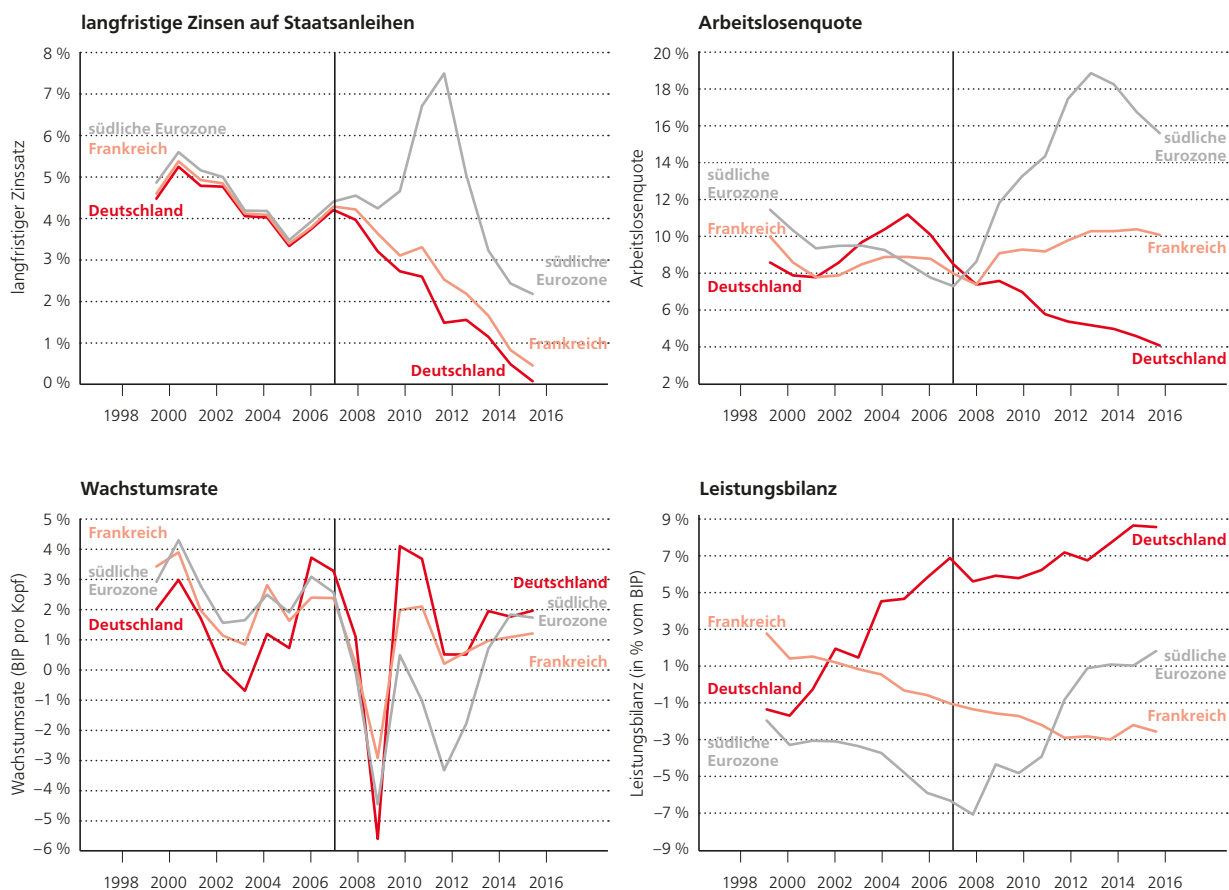 langfristige Zinsen auf Staatsanleihen
langfristiger Zinssatz
8 %
7 %
6 %
5 %
4 %
3 %
2 %
1 %
0 %
südliche Eurozone
Frankreich
Deutschland
südliche
Eurozone
Frankreich
Deutschland
1998 2000 2002 2004 2006 2008 2010 2012 2014 2016
Arbeitslosenquote
Arbeitslosenquote
20 %
18 %
16 %
14 %
12 %
10 %
8 %
6 %
4 %
2 %
südliche
Eurozone
Frankreich
Deutschland
südliche
Eurozone
Frankreich
Deutschland
1998 2000 2002 2004 2006 2008 2010 2012 2014 2016
Wachstumsrate
Wachstumsrate (BIP pro Kopf)
5 %
4 %
3 %
2 %
1 %
0 %
−1 %
−2 %
−3 %
−4 %
−5 %
−6 %
Frankreich
südliche
Eurozone
Deutschland
Deutschland
südliche
Eurozone
Frankreich
1998 2000 2002 2004 2006 2008 2010 2012 2014 2016
Leistungsbilanz
Leistungsbilanz (in % vom BIP)
9 %
7 %
5 %
3 %
1 %
−1 %
−3 %
−5 %
−7 %
−9 %
Frankreich
Deutschland
südliche
Eurozone
Deutschland
südliche
Eurozone
Frankreich
1998 2000 2002 2004 2006 2008 2010 2012 2014 2016